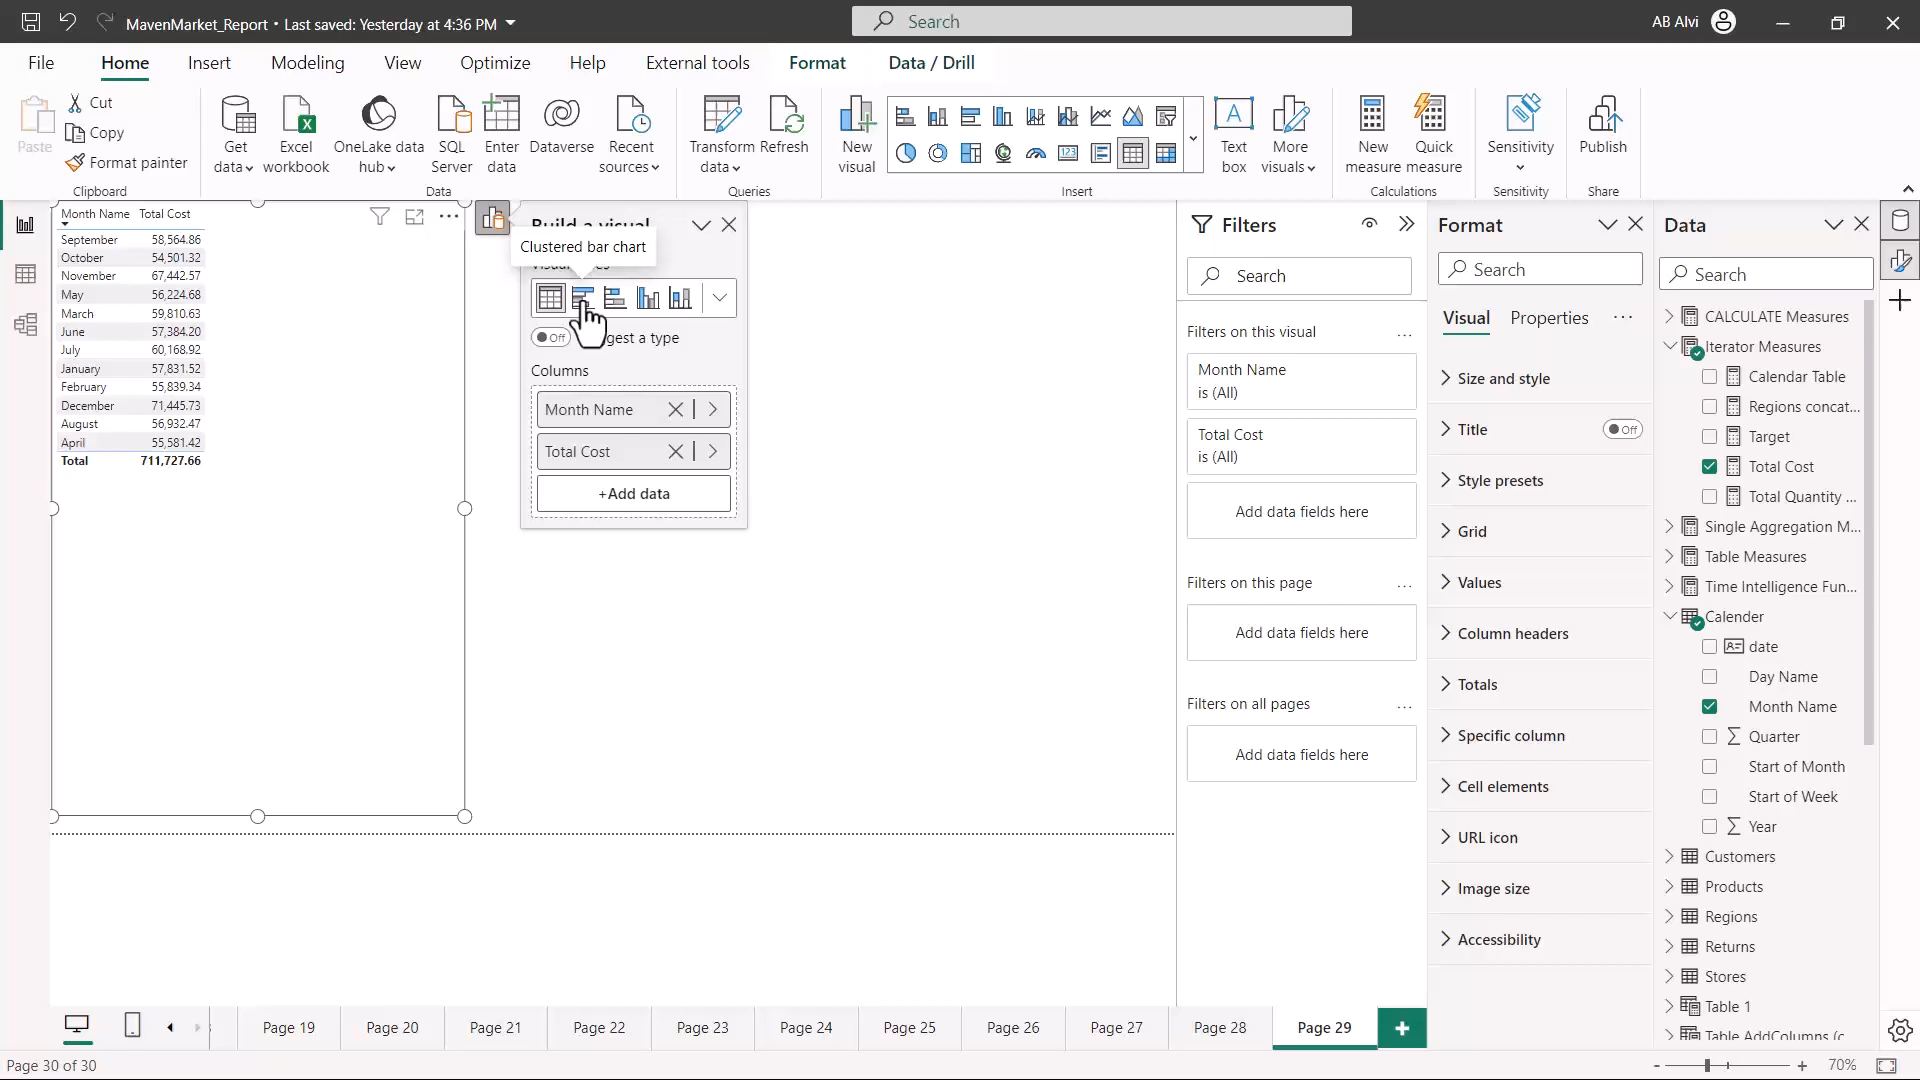 MavenMarket_Report • Last saved: Yesterday at 4:36 PM
Search
AB Alvi
File
Home
Insert
Modeling
View
Optimize
Help
External tools
Format
Data / Drill
Paste
Cut
Copy
Format painter
Clipboard
Get
data
Excel
workbook
OneLake data
hub
SQL
Server
Enter
data
Dataverse
Recent
sources
Data
Transform
data
Refresh
Queries
New
visual
123
A
Text
box
More
visuals
Insert
New
measure
Quick
measure
Calculations
Sensitivity
Sensitivity
Publish
Share
Month Name Total Cost
September 58,564.86
October 54,501.32
November 67,442.57
May 56,224.68
March 59,810.63
June 57,384.20
July 60,168.92
January 57,831.52
February 55,839.34
December 71,445.73
August 56,932.47
April 55,581.42
Total 711,727.66
Build a visual
Clustered bar chart
Off
gest a type
Columns
Month Name
Total Cost
+Add data
Filters
Search
Filters on this visual
Month Name
is (All)
Total Cost
is (All)
Add data fields here
Filters on this page
Add data fields here
Filters on all pages
Add data fields here
Format
Search
Visual
Properties
Size and style
Title
Off
Style presets
Grid
Values
Column headers
Totals
Specific column
Cell elements
URL icon
Image size
Accessibility
Data
Search
CALCULATE Measures
Iterator Measures
Calendar Table
Regions concat...
Target
Total Cost
Total Quantity ...
Single Aggregation M...
Table Measures
Time Intelligence Fun...
Calender
date
Day Name
Month Name
Quarter
Start of Month
Start of Week
Year
Customers
Products
Regions
Returns
Stores
Table 1
Table AddColumns (c
Page 19
Page 20
Page 21
Page 22
Page 23
Page 24
Page 25
Page 26
Page 27
Page 28
Page 29
Page 30 of 30
70%